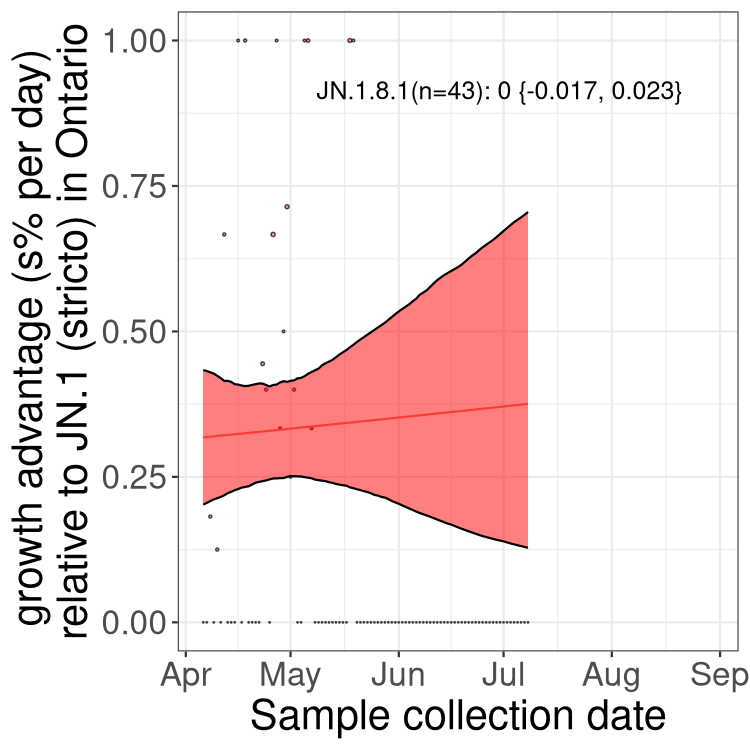 growth advantage (s% per day)
relative to JN.1 (stricto) in Ontario
1.00
0.75
0.50
0.25
0.00
JN.1.8.1(n=43): 0 {-0.017, 0.023}
Apr May Jun Jul Aug Sep
Sample collection date